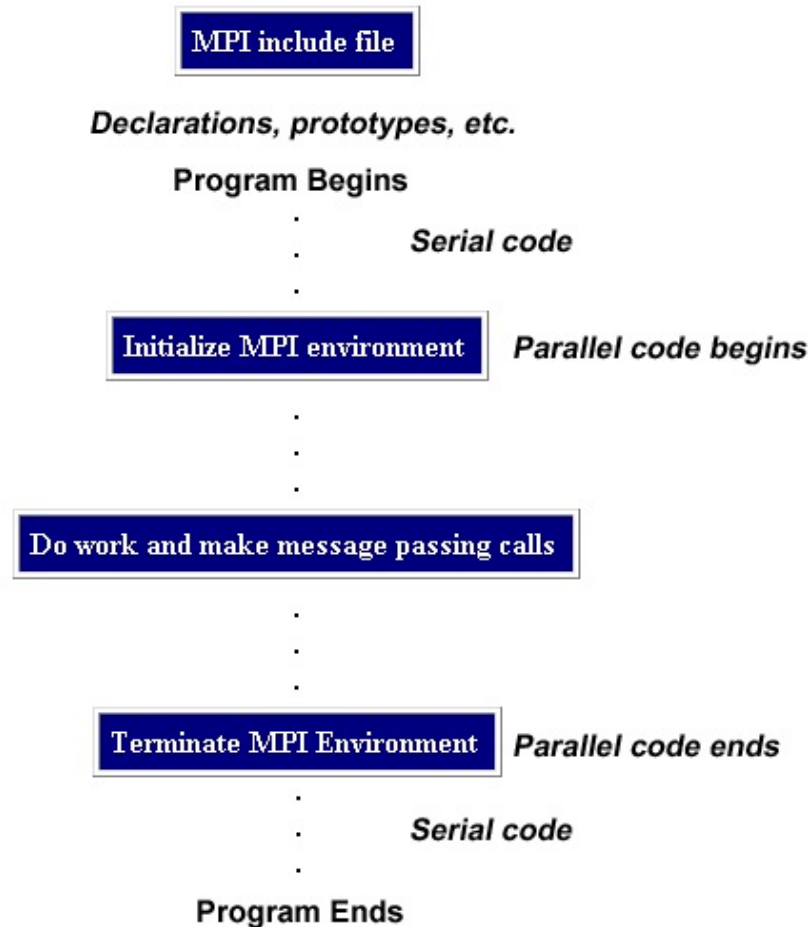 MPI include file
Declarations, prototypes, etc.
Program Begins
Serial code
Initialize MPI environment
Parallel code begins
Do work and make message passing calls
Terminate MPI Environment
Parallel code ends
Serial code
Program Ends